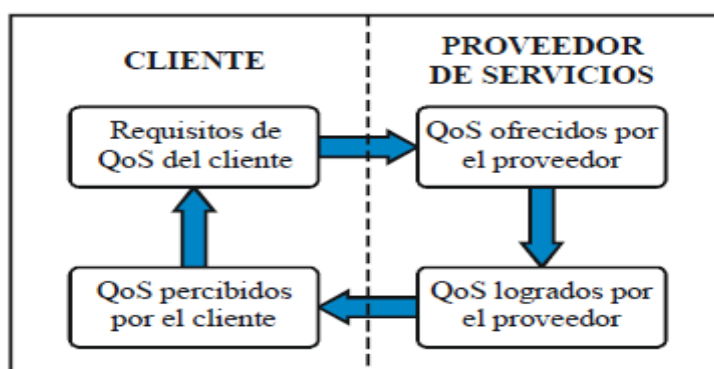 CLIENTE
PROVEEDOR
DE SERVICIOS
Requisitos de
QoS del cliente
QoS ofrecidos por
el proveedor
QoS percibidos
por el cliente
QoS logrados por
el proveedor